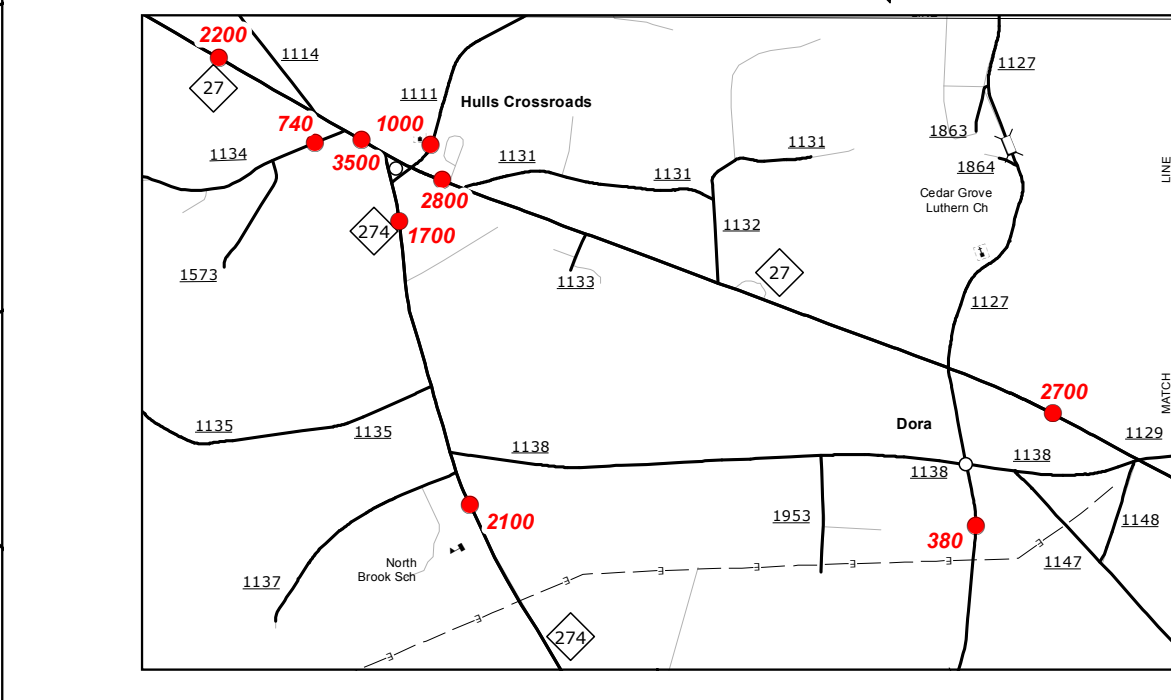 2200
1114
27
1127
1111
Hulls Crossroads
740
1000
1863
1131
1134
3500
1131
1864
LINE
1131
2800
Cedar Grove
Luthern Ch
274
1700
1132
1573
1133
27
1127
2700
MATCH
Dora
1135
1135
1129
1138
1138
1138
2100
1953
1148
380
North
Brook Sch
1147
1137
E
E
E
E
E
E
E
E
274